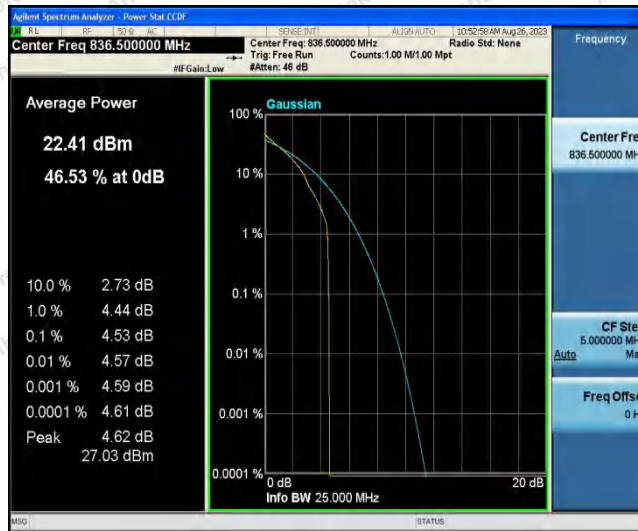 Agilent Spectrum Analyzer - Power Stat CCDF
RL RF 50 Ω AC SENSE:INT ALIGN AUTO 10:52:58 AM Aug 26, 2023
Center Freq 836.500000 MHz
Center Freq: 836.500000 MHz Radio Std: None
Trig: Free Run Counts:1.00 M/1.00 Mpt
#IFGain:Low #Atten: 46 dB
Frequency
Average Power
22.41 dBm
46.53 % at 0dB
10.0 % 2.73 dB
1.0 % 4.44 dB
0.1 % 4.53 dB
0.01 % 4.57 dB
0.001 % 4.59 dB
0.0001 % 4.61 dB
Peak 4.62 dB
27.03 dBm
Gaussian
100 %
10 %
1 %
0.1 %
0.01 %
0.001 %
0.0001 %
0 dB 20 dB
Info BW 25.000 MHz
Center Fre
836.500000 MH
CF Ste
5.000000 MH
Auto Ma
Freq Offse
0 H
MSG STATUS